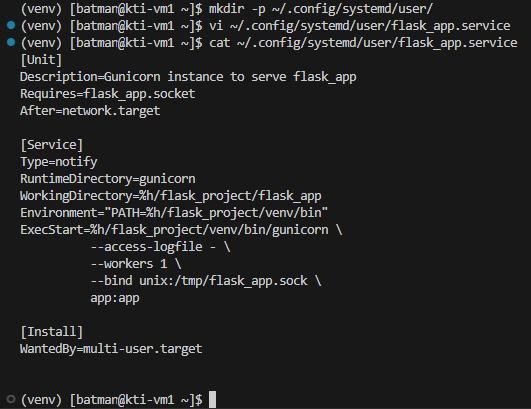 (venv) [batman@kti-vm1 ~]$ mkdir -p ~/.config/systemd/user/
(venv) [batman@kti-vm1 ~]$ vi ~/.config/systemd/user/flask_app.service
(venv) [batman@kti-vm1 ~]$ cat ~/.config/systemd/user/flask_app.service
[Unit]
Description=Gunicorn instance to serve flask_app
Requires=flask_app.socket
After=network.target

[Service]
Type=notify
RuntimeDirectory=gunicorn
WorkingDirectory=%h/flask_project/flask_app
Environment="PATH=%h/flask_project/venv/bin"
ExecStart=%h/flask_project/venv/bin/gunicorn \
          --access-logfile - \
          --workers 1 \
          --bind unix:/tmp/flask_app.sock \
          app:app

[Install]
WantedBy=multi-user.target

(venv) [batman@kti-vm1 ~]$